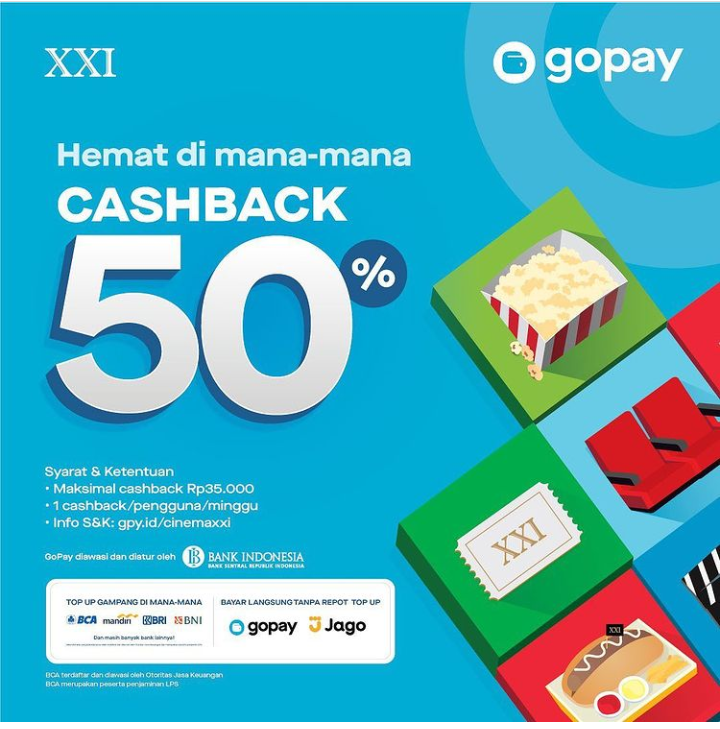 XXI
gopay
Hemat di mana-mana
CASHBACK
50%
Syarat & Ketentuan
• Maksimal cashback Rp35.000
• 1 cashback/pengguna/minggu
• Info S&K: gpy.id/cinemaxxi
GoPay diawasi dan diatur oleh BANK INDONESIA
BANK SENTRAL REPUBLIK INDONESIA
TOP UP GAMPANG DI MANA-MANA
BCA mandiri BRI BNI
Dan masih banyak bank lainnya!
BAYAR LANGSUNG TANPA REPOT TOP UP
gopay Jago
BCA terdaftar dan diawasi oleh Otoritas Jasa Keuangan
BCA merupakan peserta penjaminan LPS
XXI
XXI